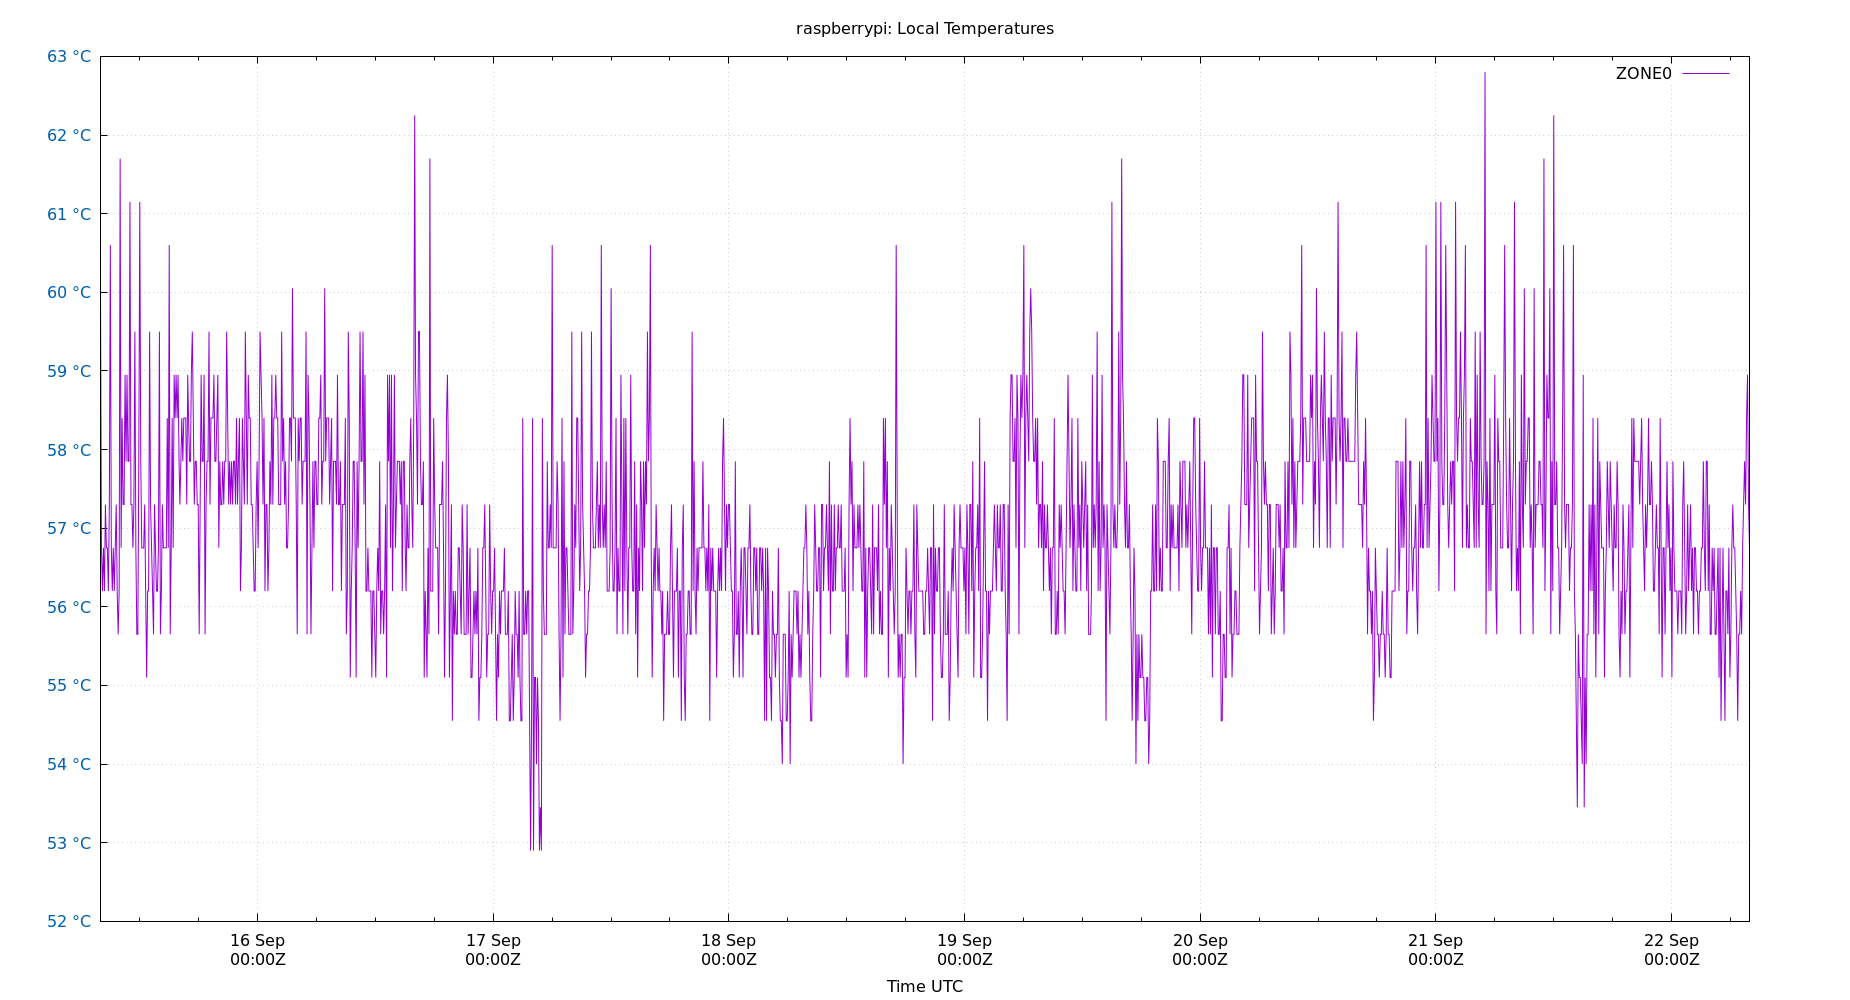 raspberrypi: Local Temperatures
63 °C
ZONE0
62 °C
61 °C
60 °C
59 °C
58 °C
57 °C
56 °C
55 °C
54 °C
53 °C
52 °C
16 Sep 17 Sep 18 Sep 19 Sep 20 Sep 21 Sep 22 Sep
00:00Z 00:00Z 00:00Z 00:00Z 00:00Z 00:00Z 00:00Z
Time UTC